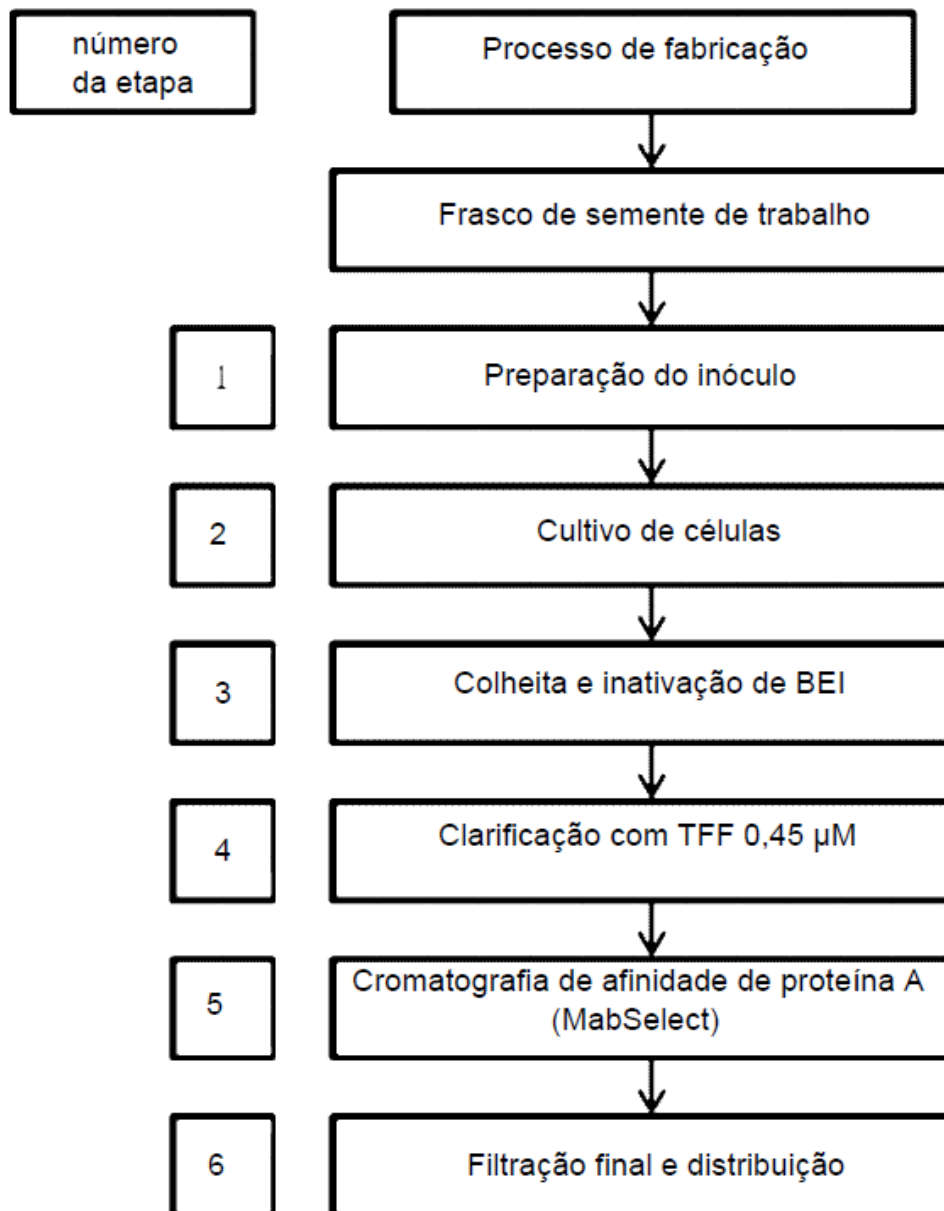 número
da etapa
Processo de fabricação
Frasco de semente de trabalho
1
Preparação do inóculo
2
Cultivo de células
3
Colheita e inativação de BEI
4
Clarificação com TFF 0,45 µM
5
Cromatografia de afinidade de proteína A
(MabSelect)
6
Filtração final e distribuição